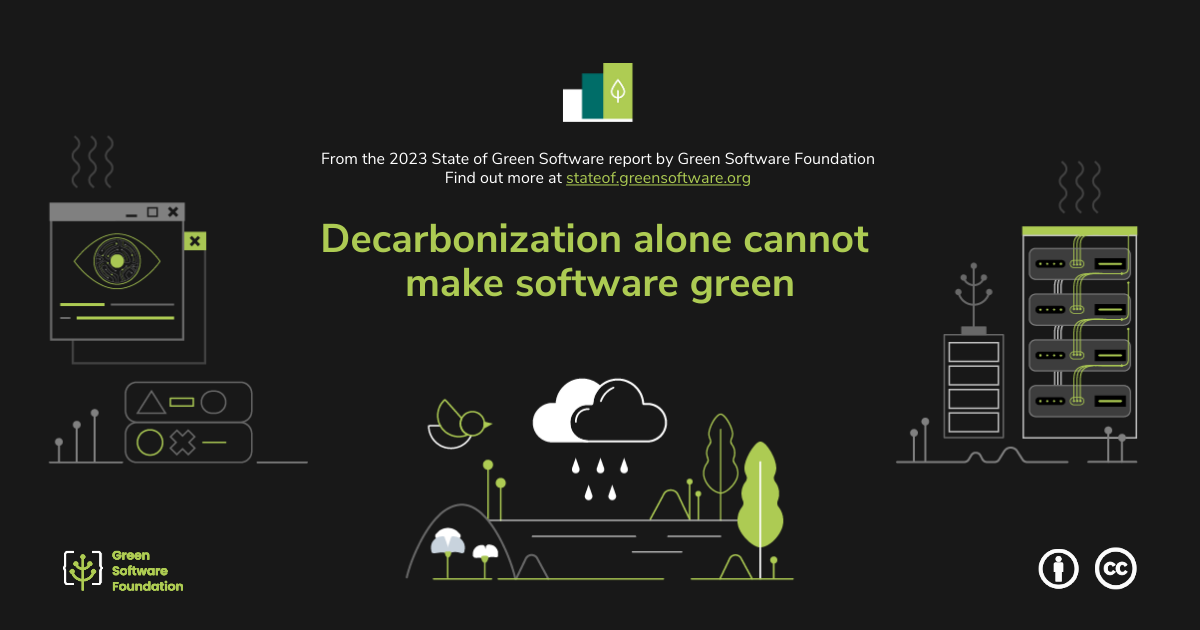 From the 2023 State of Green Software report by Green Software Foundation
Find out more at stateof.greensoftware.org
Decarbonization alone cannot
make software green
Green
Software
Foundation
cc